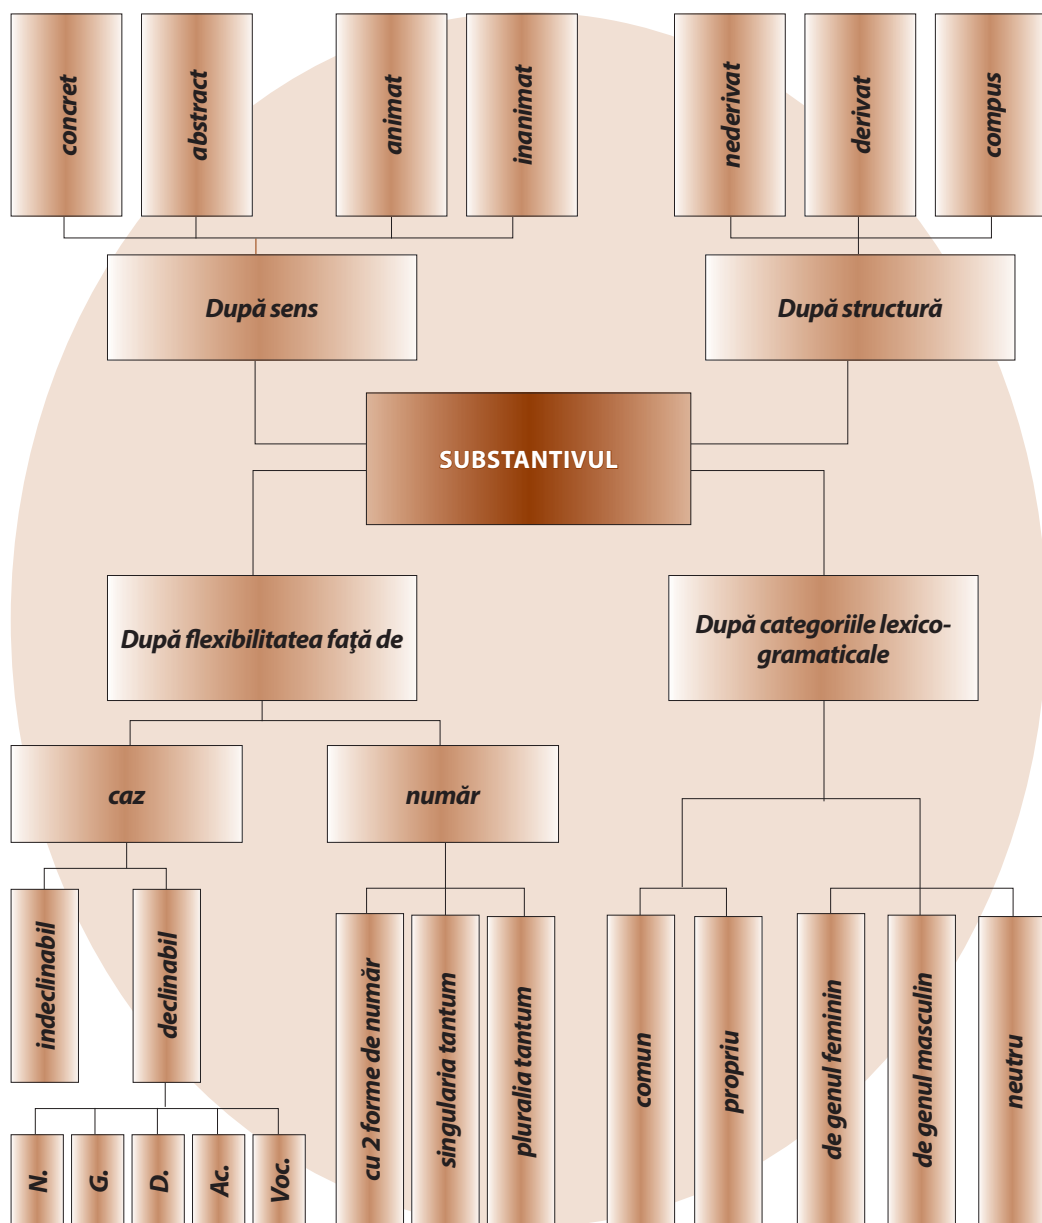 concret
abstract
animat
inanimat
nederivat
derivat
compus
După sens
După structură
SUBSTANTIVUL
După flexibilitatea faţă de
După categoriile lexico-
gramaticale
caz
număr
indeclinabil
declinabil
cu 2 forme de număr
singularia tantum
pluralia tantum
comun
propriu
de genul feminin
de genul masculin
neutru
N.
G.
D.
Ac.
Voc.